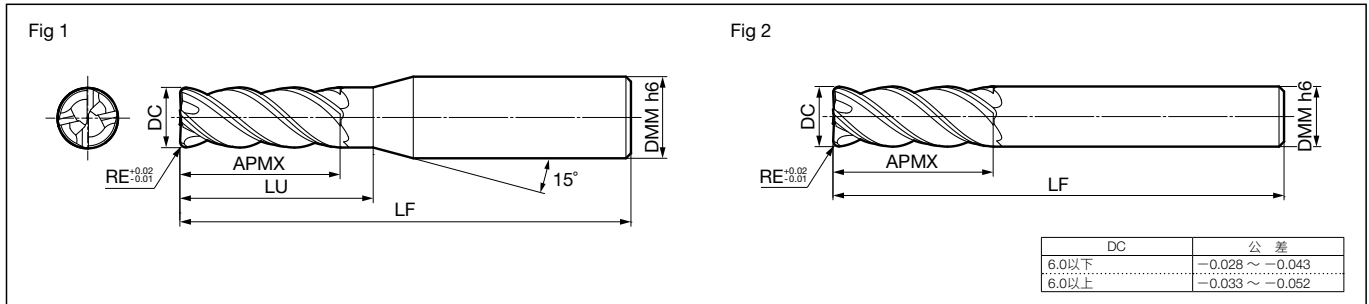 Fig 1
DC
RE+0.02 -0.01
APMX
LU
LF
15°
DMM h6
Fig 2
DC
RE+0.02 -0.01
APMX
LF
DMM h6
DC 公 差
6.0以下 −0.028 ～ −0.043
6.0以上 −0.033 ～ −0.052